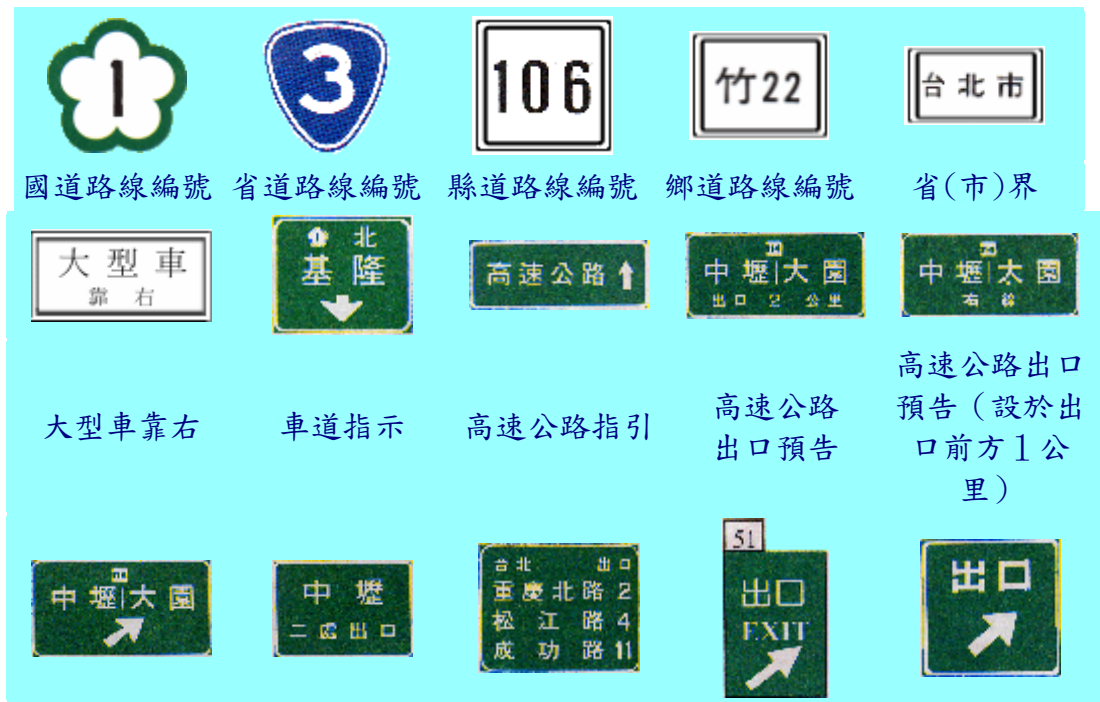 1
3
106
竹22
台北市
國道路線編號
省道路線編號
縣道路線編號
鄉道路線編號
省(市)界
大型車
靠右
1 北
基隆
高速公路
中壢 大園
出口 2 公里
中壢 大園
右線
大型車靠右
車道指示
高速公路指引
高速公路
出口預告
高速公路出口
預告（設於出
口前方１公
里）
中壢 大園
中壢
二處出口
台北 出口
重慶北路 2
松江路 4
成功路 11
51
出口
EXIT
出口